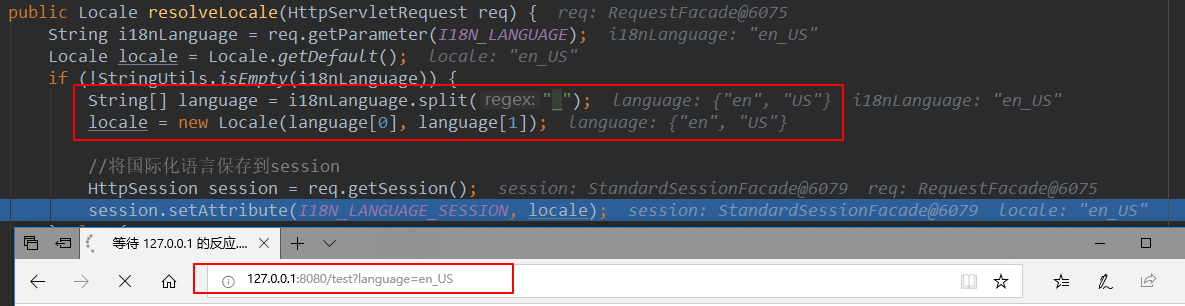 public Locale resolveLocale(HttpServletRequest req) { req: RequestFacade@6075
String i18nLanguage = req.getParameter(I18N_LANGUAGE); i18nLanguage: "en_US"
Locale locale = Locale.getDefault(); locale: "en_US"
if (!StringUtils.isEmpty(i18nLanguage)) {
String[] language = i18nLanguage.split( regex: "_"); language: {"en", "US"} i18nLanguage: "en_US"
locale = new Locale(language[0], language[1]); language: {"en", "US"}
//将国际化语言保存到session
HttpSession session = req.getSession(); session: StandardSessionFacade@6079 req: RequestFacade@6075
session.setAttribute(I18N_LANGUAGE_SESSION, locale); session: StandardSessionFacade@6079 locale: "en_US"
等待 127.0.0.1 的反应....
127.0.0.1:8080/test?language=en_US